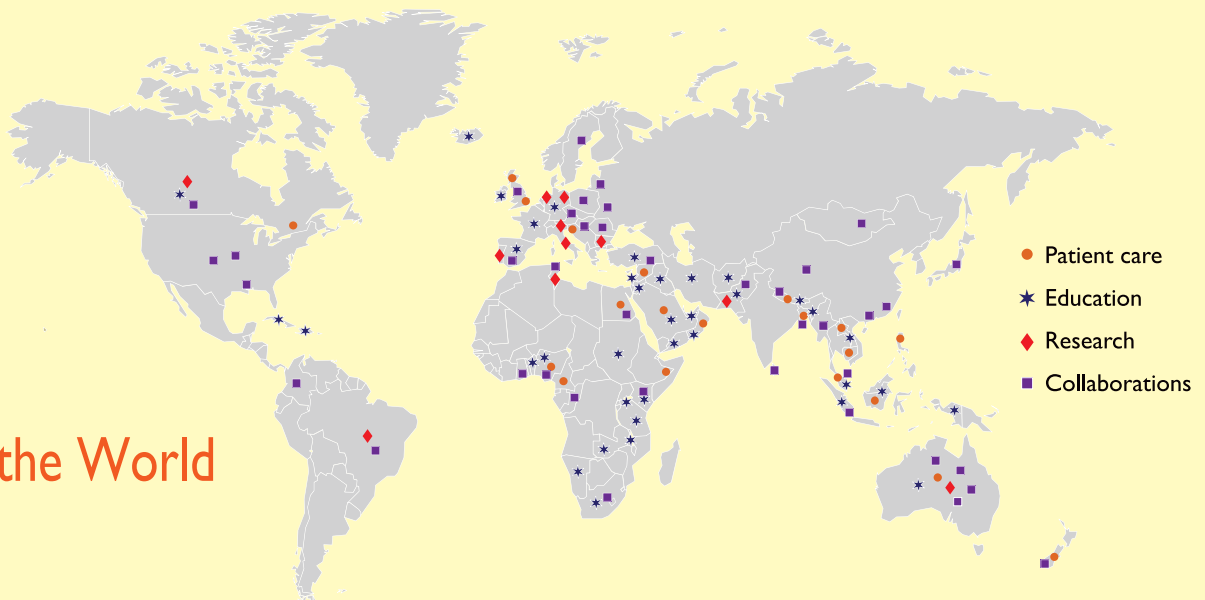 Patient care
Education
Research
Collaborations
the World